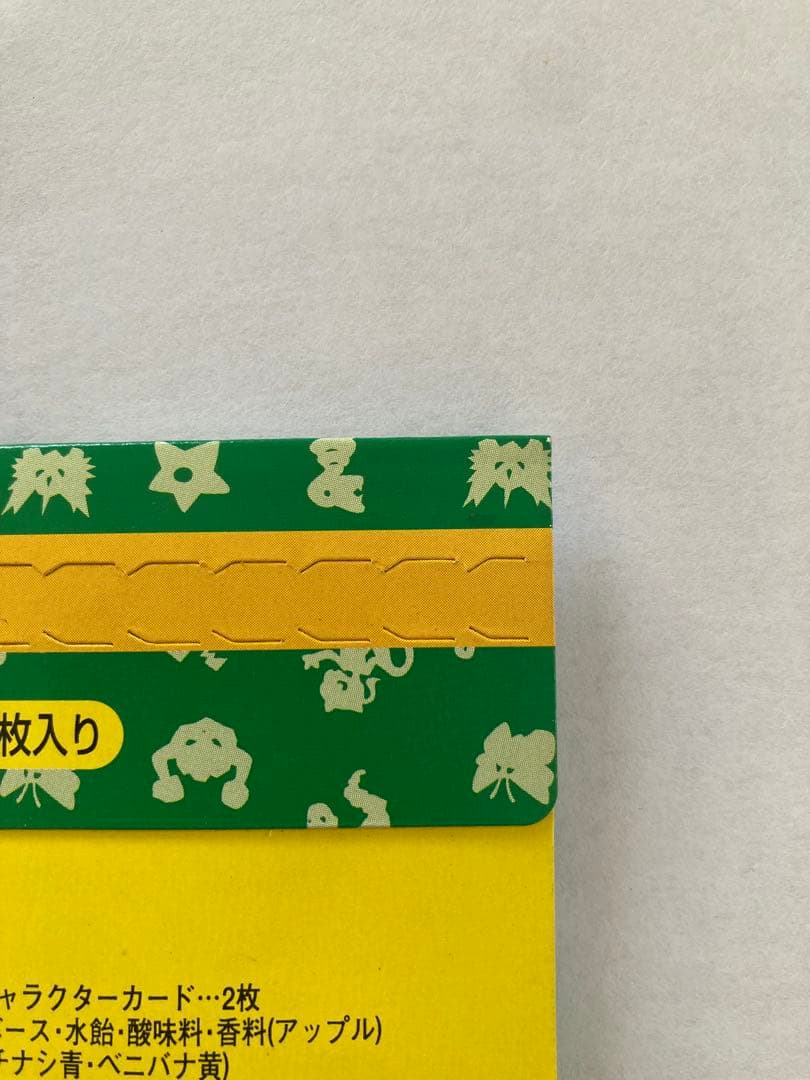 枚入り
ャラクターカード…2枚
ース・水飴・酸味料・香料(アップル)
チナシ青・ベニバナ黄)